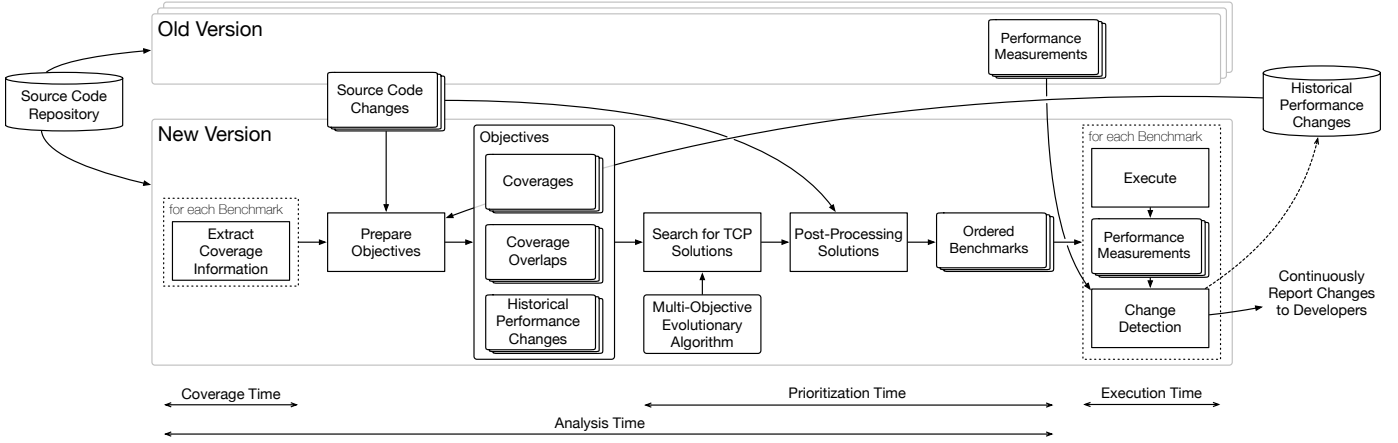 Old Version
Performance
Measurements
Source Code
Repository
Source Code
Changes
Historical
Performance
Changes
New Version
Objectives
for each Benchmark
Coverages
Execute
for each Benchmark
Extract
Coverage
Information
Prepare
Objectives
Coverage
Overlaps
Search for TCP
Solutions
Post-Processing
Solutions
Ordered
Benchmarks
Performance
Measurements
Historical
Performance
Changes
Multi-Objective
Evolutionary
Algorithm
Change
Detection
Continuously
Report Changes
to Developers
Coverage Time
Prioritization Time
Execution Time
Analysis Time